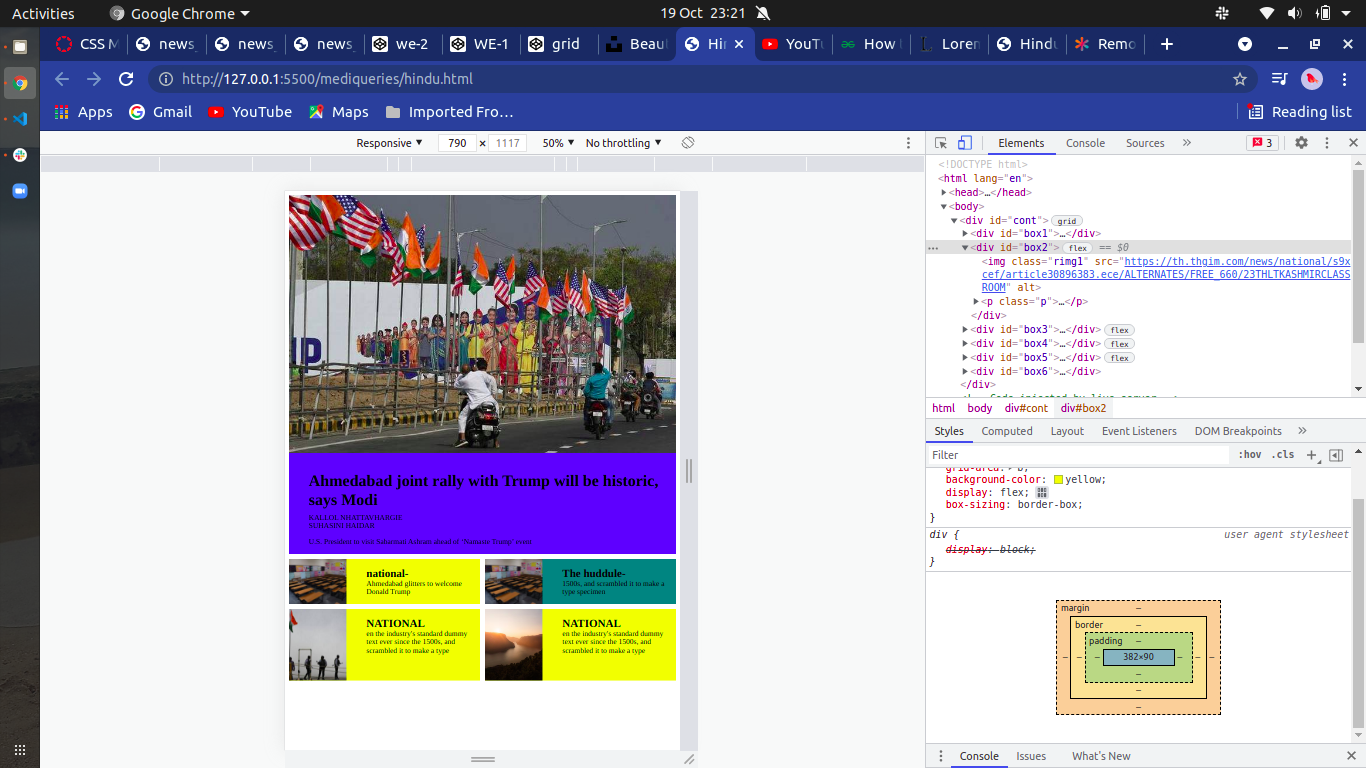 Activities
Google Chrome
19 Oct 23:21
CSS M
news_
news_
news_
we-2
WE-1
grid
Beau
Hin
YouTu
How
Loren
Hindu
Remo
http://127.0.0.1:5500/mediqueries/hindu.html
Apps
Gmail
YouTube
Maps
Imported Fro…
Reading list
Responsive
790 × 1117
50%
No throttling
Ahmedabad joint rally with Trump will be historic,
says Modi
SUHASINI HAIDAR
U.S. President to visit Sabarmati Ashram ahead of 'Namaste Trump' event
national-
Ahmedabad glitters to welcome
Donald Trump
The huddule-
1500s, and scrambled it to make a
type specimen
NATIONAL
en the industry's standard dummy
text ever since the 1500s, and
scrambled it to make a type
NATIONAL
en the industry's standard dummy
text ever since the 1500s, and
scrambled it to make a type
Elements
Console
Sources
»
3
<!DOCTYPE html>
<html lang="en">
<head>…</head>
<body>
<div id="cont"> grid
<div id="box1">…</div>
… <div id="box2"> flex == $0
<img class="rimg1" src="https://th.thgim.com/news/national/s9x
cef/article30896383.ece/ALTERNATES/FREE_660/23THLTKASHMIRCLASS
ROOM" alt>
<p class="p">…</p>
</div>
<div id="box3">…</div> flex
<div id="box4">…</div> flex
<div id="box5">…</div> flex
<div id="box6">…</div>
</div>
html body div#cont div#box2
Styles
Computed
Layout
Event Listeners
DOM Breakpoints
»
Filter
:hov .cls +
background-color: yellow;
display: flex;
box-sizing: border-box;
}
div {
user agent stylesheet
display: block;
}
margin –
border –
padding –
– – – 382×90 – – –
–
–
–
Console
Issues
What's New